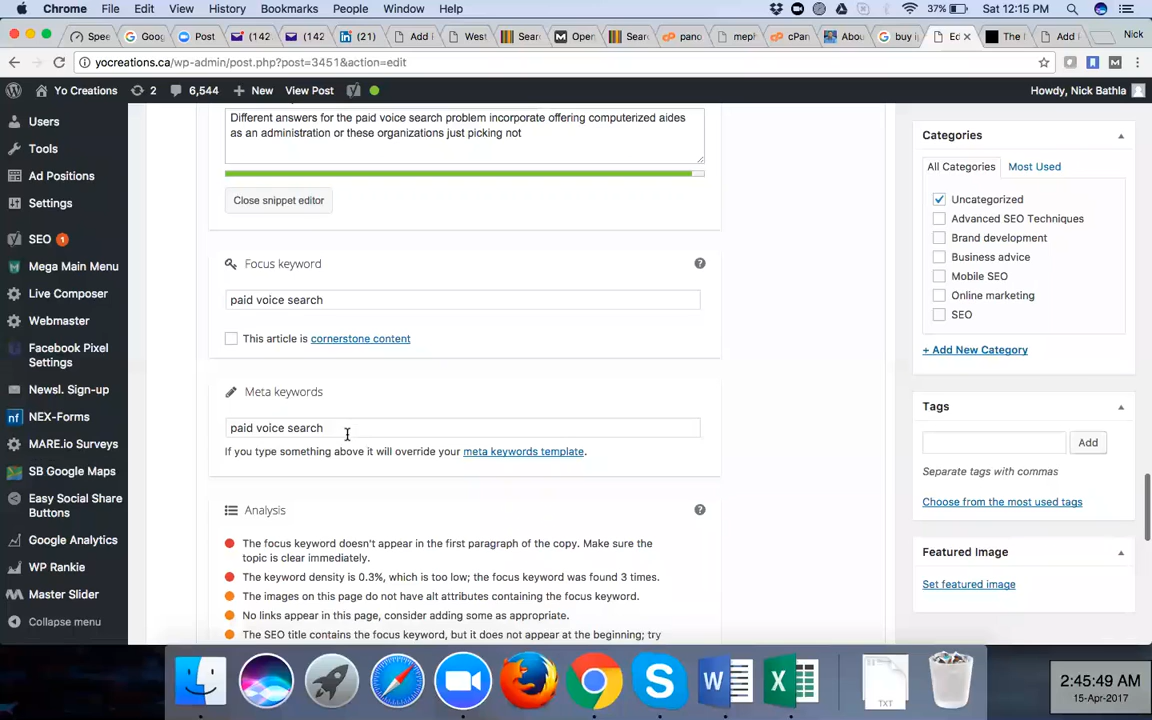 Chrome File Edit View History Bookmarks People Window Help
37% Sat 12:15 PM
Spee
Goog
Post
(142
(142
(21)
Add i
West
Sear
Open
Sear
pano
meph
cPan
Abou
buy i
Ed
The I
Add i
Nick
yocreations.ca/wp-admin/post.php?post=3451&action=edit
Yo Creations 2 6,544 New View Post
Howdy, Nick Bathla
Users
Tools
Ad Positions
Settings
SEO 1
Mega Main Menu
Live Composer
Webmaster
Facebook Pixel
Settings
Newsl. Sign-up
nf NEX-Forms
MARE.io Surveys
SB Google Maps
Easy Social Share
Buttons
Google Analytics
WP Rankie
Master Slider
Collapse menu
Different answers for the paid voice search problem incorporate offering computerized aides
as an administration or these organizations just picking not
Close snippet editor
Focus keyword
paid voice search
This article is cornerstone content
Meta keywords
paid voice search
If you type something above it will override your meta keywords template.
Analysis
The focus keyword doesn't appear in the first paragraph of the copy. Make sure the
topic is clear immediately.
The keyword density is 0.3%, which is too low; the focus keyword was found 3 times.
The images on this page do not have alt attributes containing the focus keyword.
No links appear in this page, consider adding some as appropriate.
The SEO title contains the focus keyword, but it does not appear at the beginning; try
Categories
All Categories Most Used
Uncategorized
Advanced SEO Techniques
Brand development
Business advice
Mobile SEO
Online marketing
SEO
+ Add New Category
Tags
Add
Separate tags with commas
Choose from the most used tags
Featured Image
Set featured image
W
X
TXT
2:45:49 AM
15-Apr-2017